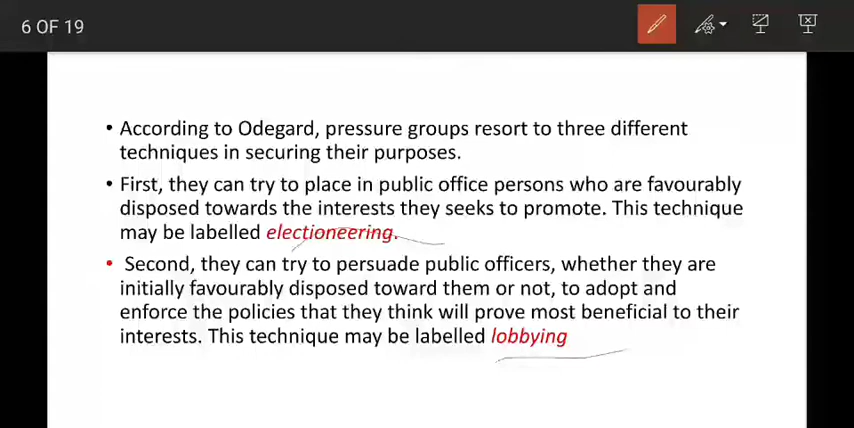 6 OF 19
• According to Odegard, pressure groups resort to three different
techniques in securing their purposes.
• First, they can try to place in public office persons who are favourably
disposed towards the interests they seeks to promote. This technique
may be labelled electioneering.
• Second, they can try to persuade public officers, whether they are
initially favourably disposed toward them or not, to adopt and
enforce the policies that they think will prove most beneficial to their
interests. This technique may be labelled lobbying